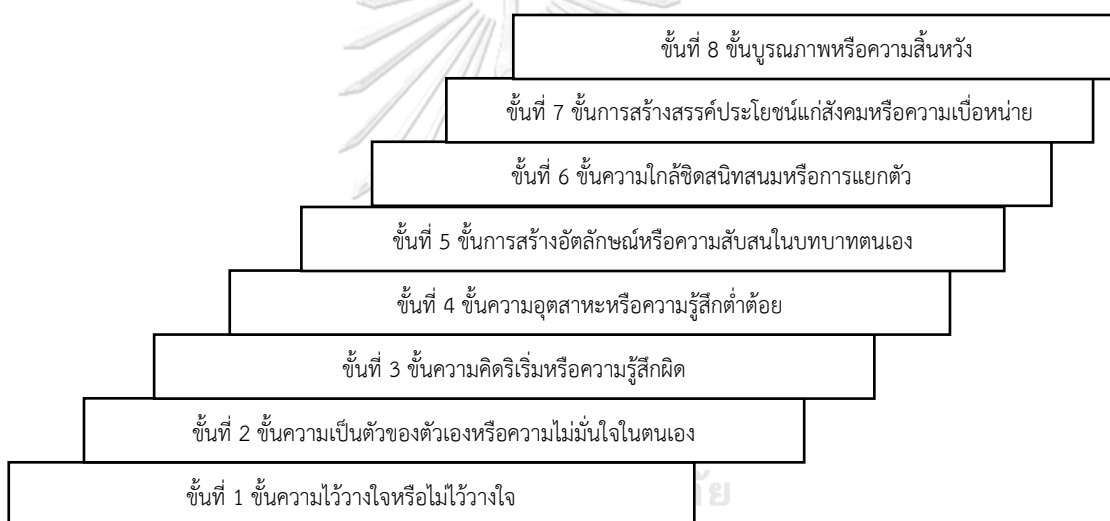 ขั้นที่ 8 ขั้นบูรณภาพหรือความสิ้นหวัง
ขั้นที่ 7 ขั้นการสร้างสรรค์ประโยชน์แก่สังคมหรือความเบื่อหน่าย
ขั้นที่ 6 ขั้นความใกล้ชิดสนิทสนมหรือการแยกตัว
ขั้นที่ 5 ขั้นการสร้างอัตลักษณ์หรือความสับสนในบทบาทตนเอง
ขั้นที่ 4 ขั้นความอุตสาหะหรือความรู้สึกต่ำต้อย
ขั้นที่ 3 ขั้นความคิดริเริ่มหรือความรู้สึกผิด
ขั้นที่ 2 ขั้นความเป็นตัวของตัวเองหรือความไม่มั่นใจในตนเอง
ขั้นที่ 1 ขั้นความไว้วางใจหรือไม่ไว้วางใจ